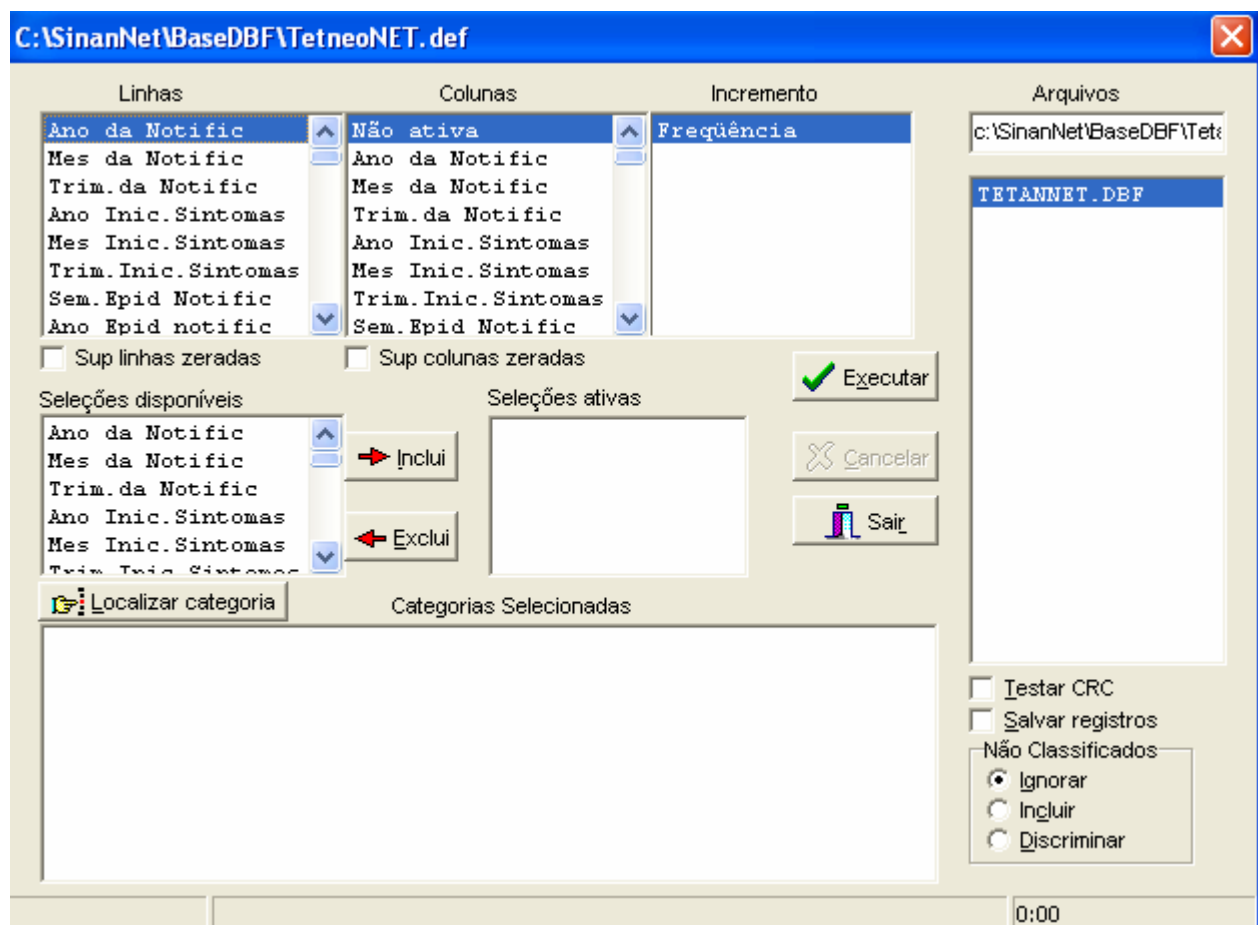 C:\SinanNet\BaseDBF\TetneoNET.def
Linhas
Colunas
Incremento
Arquivos
Ano da Notific
Mes da Notific
Trim.da Notific
Ano Inic.Sintomas
Mes Inic.Sintomas
Trim.Inic.Sintomas
Sem.Epid Notific
Ano Epid notific
Não ativa
Ano da Notific
Mes da Notific
Trim.da Notific
Ano Inic.Sintomas
Mes Inic.Sintomas
Trim.Inic.Sintomas
Sem.Epid Notific
Freqüência
c:\SinanNet\BaseDBF\Teta
TETANNET.DBF
Sup linhas zeradas
Sup colunas zeradas
Executar
Seleções disponíveis
Seleções ativas
Ano da Notific
Mes da Notific
Trim.da Notific
Ano Inic.Sintomas
Mes Inic.Sintomas
Trim Inic Sintomas
Inclui
Exclui
Cancelar
Sair
Localizar categoria
Categorias Selecionadas
Testar CRC
Salvar registros
Não Classificados
Ignorar
Incluir
Discriminar
0:00